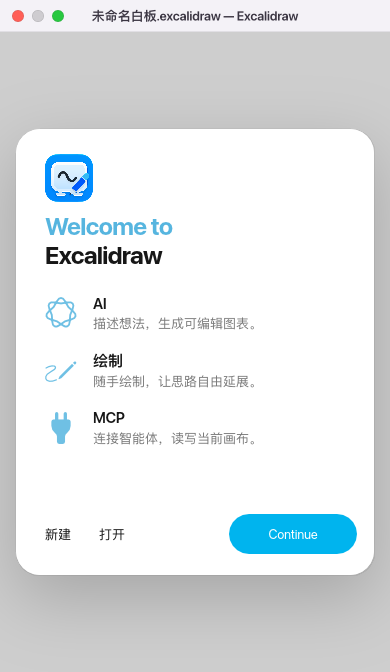 未命名白板.excalidraw — Excalidraw
Welcome to
Excalidraw
AI
描述想法，生成可编辑图表。
绘制
随手绘制，让思路自由延展。
MCP
连接智能体，读写当前画布。
新建 打开 Continue